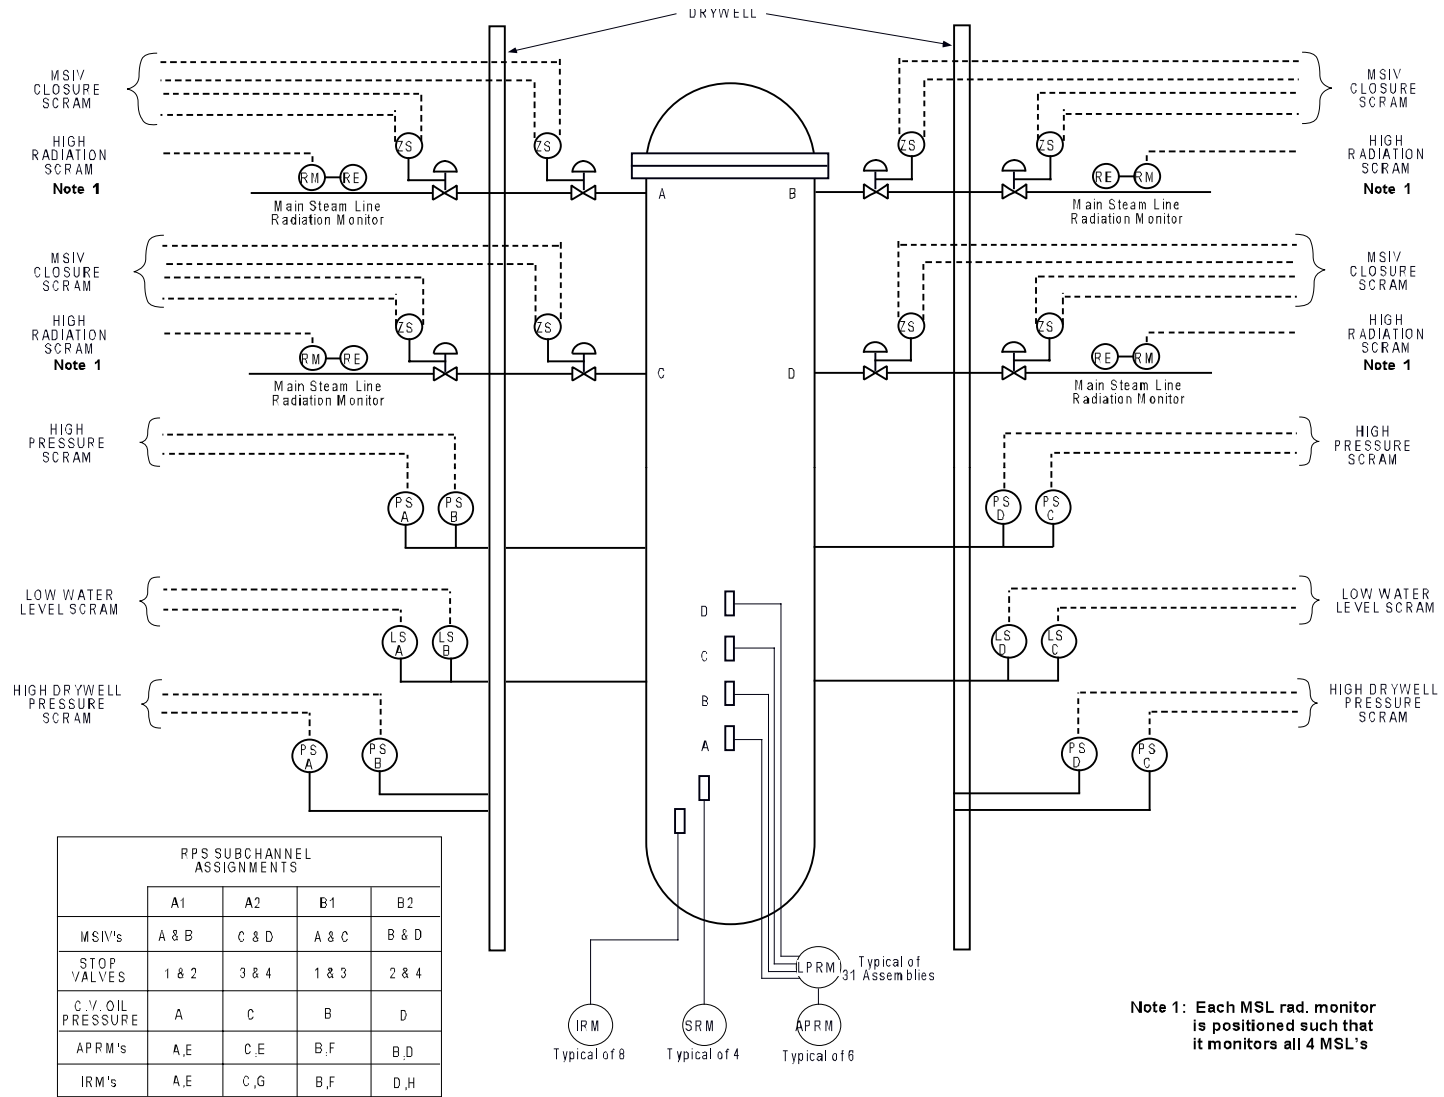 DRYWELL
MSIV
CLOSURE
SCRAM
HIGH
RADIATION
SCRAM
Note 1
ZS
ZS
RM
RE
Main Steam Line
Radiation Monitor
A
B
ZS
ZS
RE
RM
Main Steam Line
Radiation Monitor
MSIV
CLOSURE
SCRAM
HIGH
RADIATION
SCRAM
Note 1
MSIV
CLOSURE
SCRAM
HIGH
RADIATION
SCRAM
Note 1
ZS
ZS
RM
RE
Main Steam Line
Radiation Monitor
C
D
ZS
ZS
RE
RM
Main Steam Line
Radiation Monitor
MSIV
CLOSURE
SCRAM
HIGH
RADIATION
SCRAM
Note 1
HIGH
PRESSURE
SCRAM
PS
A
PS
B
PS
D
PS
C
HIGH
PRESSURE
SCRAM
LOW WATER
LEVEL SCRAM
LS
A
LS
B
LS
D
LS
C
LOW WATER
LEVEL SCRAM
HIGH DRYWELL
PRESSURE
SCRAM
PS
A
PS
B
PS
D
PS
C
HIGH DRYWELL
PRESSURE
SCRAM
D
C
B
A
RPS SUBCHANNEL
ASSIGNMENTS
A1 A2 B1 B2
MSIV's A & B C & D A & C B & D
STOP
VALVES 1 & 2 3 & 4 1 & 3 2 & 4
C.V. OIL
PRESSURE A C B D
APRM's A,E C,E B,F B,D
IRM's A,E C,G B,F D,H
LPRM
Typical of
31 Assemblies
IRM
Typical of 8
SRM
Typical of 4
APRM
Typical of 6
Note 1: Each MSL rad. monitor
is positioned such that
it monitors all 4 MSL's